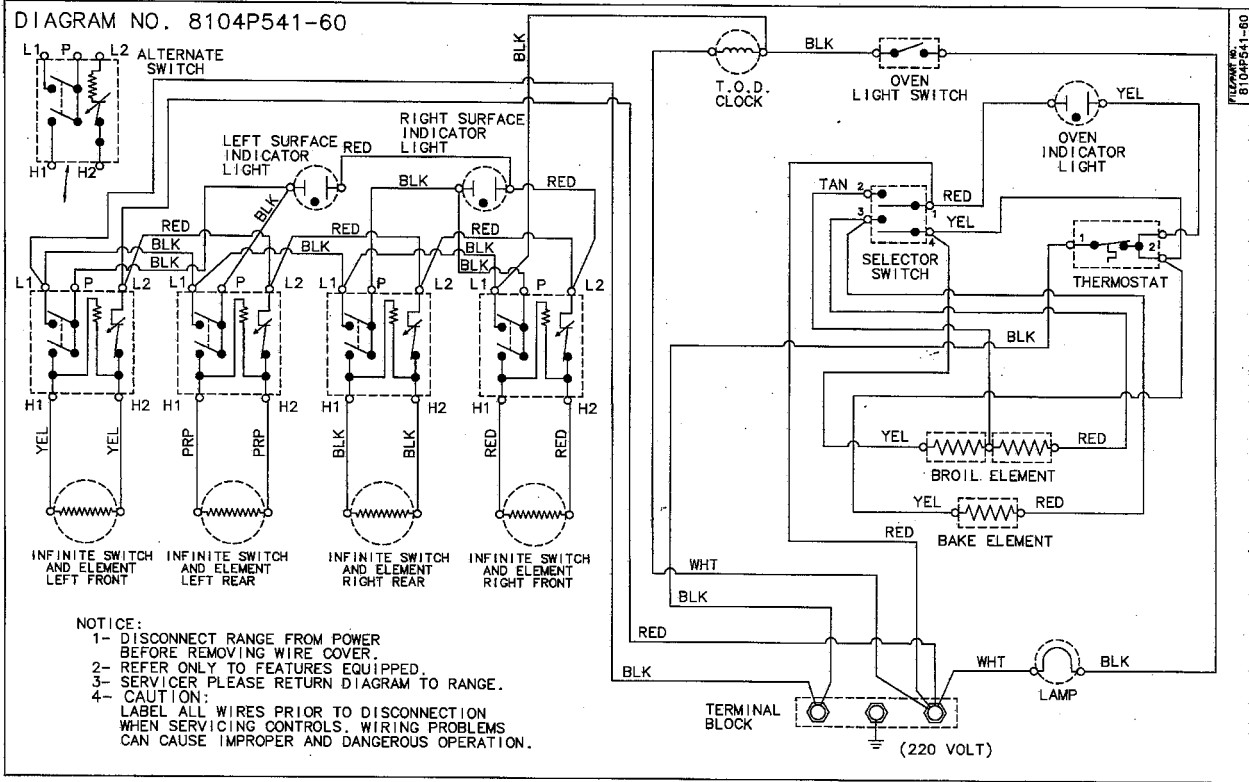 DIAGRAM NO. 8104P541-60
FILE/PART NO.
8104P541-60
L1 P L2
ALTERNATE
SWITCH
H1 H2
BLK
T.O.D.
CLOCK
BLK
OVEN
LIGHT SWITCH
YEL
OVEN
INDICATOR
LIGHT
LEFT SURFACE
INDICATOR
LIGHT
RED
RIGHT SURFACE
INDICATOR
LIGHT
BLK
BLK
RED
RED
BLK
BLK
RED
BLK
RED
BLK
BLK
TAN 2
3
1
4
RED
YEL
SELECTOR
SWITCH
1
2
THERMOSTAT
L1 P L2
L1 P L2
L1 P L2
L1 P L2
BLK
H1 H2
H1 H2
H1 H2
H1 H2
YEL YEL
PRP PRP
BLK BLK
RED RED
YEL RED
BROIL ELEMENT
YEL RED
BAKE ELEMENT
RED
INFINITE SWITCH
AND ELEMENT
LEFT FRONT
INFINITE SWITCH
AND ELEMENT
LEFT REAR
INFINITE SWITCH
AND ELEMENT
RIGHT REAR
INFINITE SWITCH
AND ELEMENT
RIGHT FRONT
WHT
BLK
RED
BLK
NOTICE:
1- DISCONNECT RANGE FROM POWER
BEFORE REMOVING WIRE COVER.
2- REFER ONLY TO FEATURES EQUIPPED.
3- SERVICER PLEASE RETURN DIAGRAM TO RANGE.
4- CAUTION:
LABEL ALL WIRES PRIOR TO DISCONNECTION
WHEN SERVICING CONTROLS. WIRING PROBLEMS
CAN CAUSE IMPROPER AND DANGEROUS OPERATION.
WHT
BLK
LAMP
TERMINAL
BLOCK
(220 VOLT)